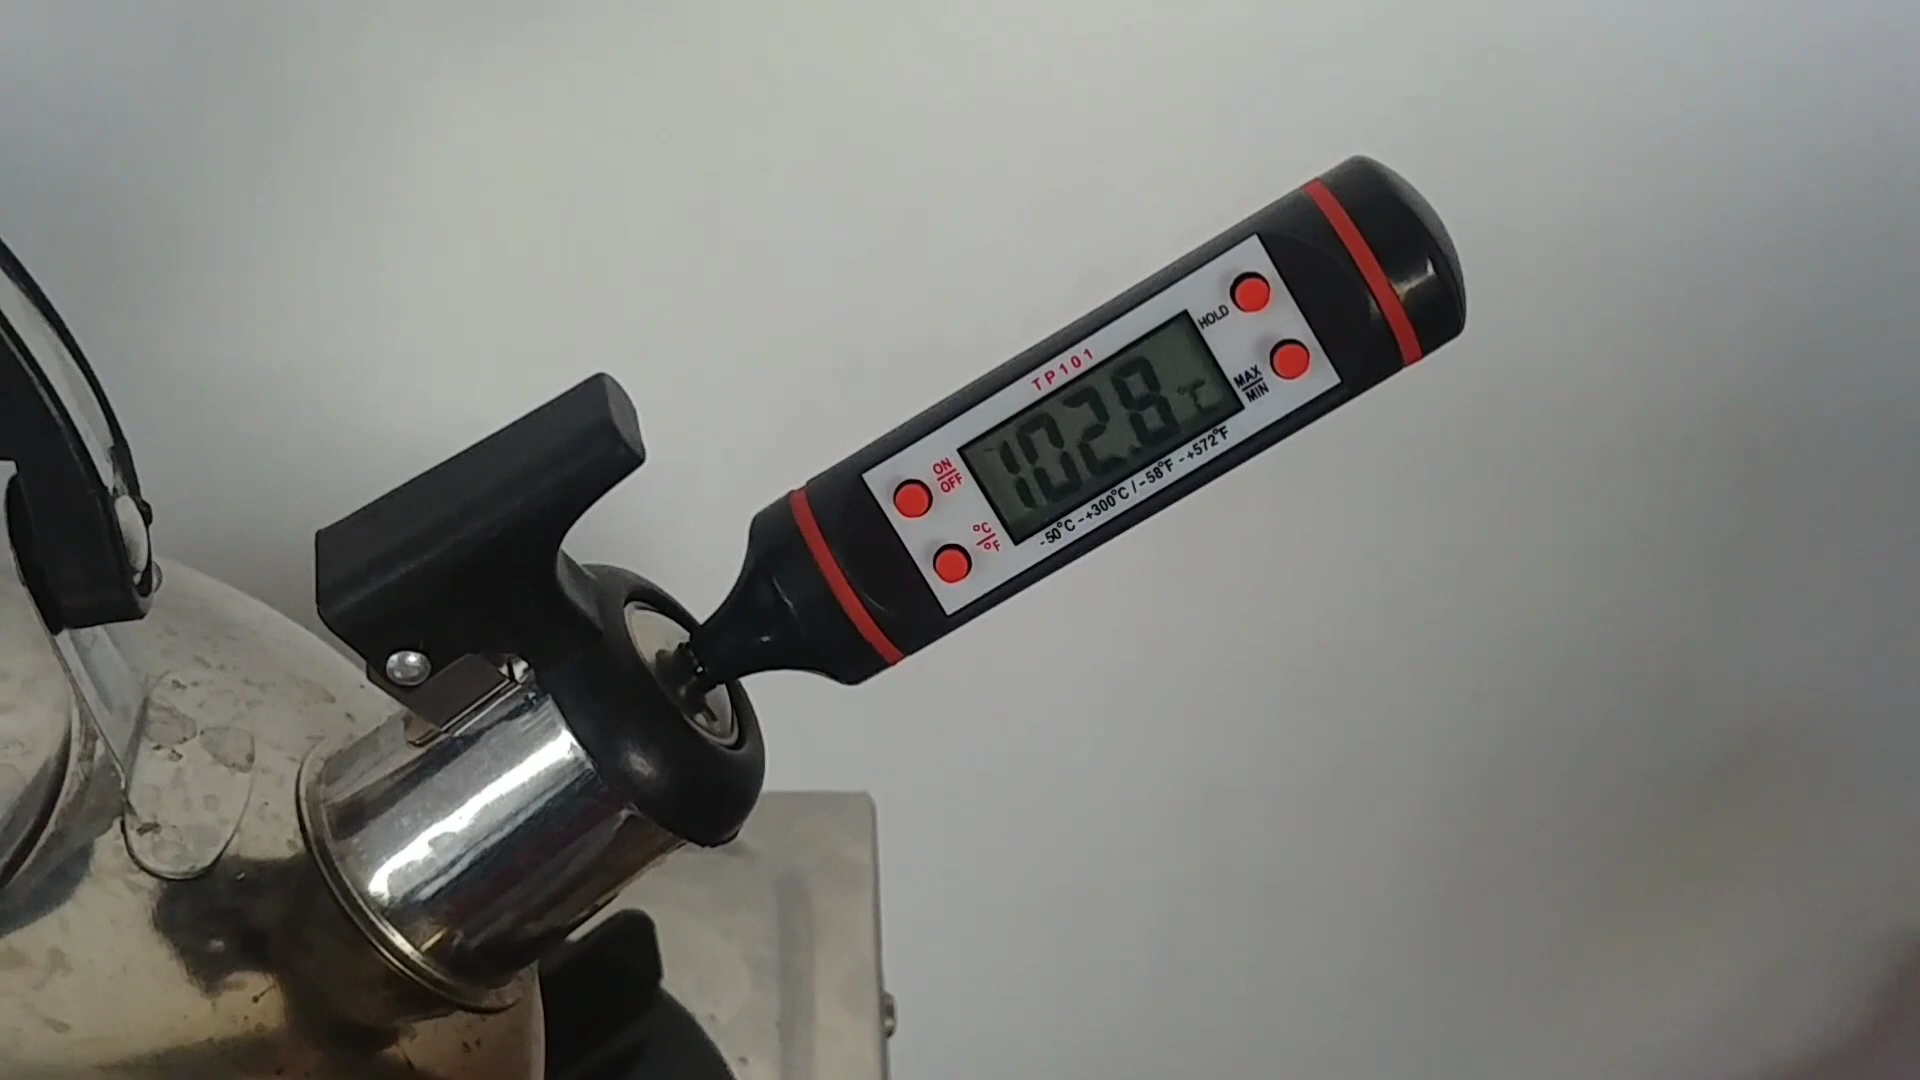 TP101
ON
OFF
°C
°F
102.8 °C
HOLD
MAX
MIN
-50°C-+300°C/-58°F-+572°F